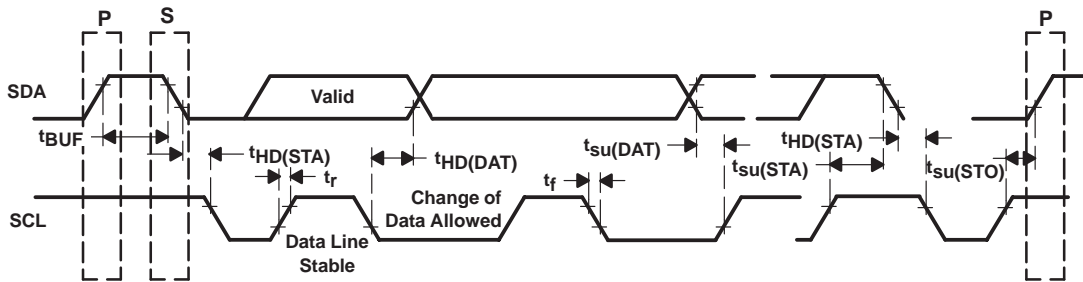 P S P
SDA
Valid
tBUF
tHD(STA)
tHD(DAT)
tsu(DAT)
tsu(STA)
tHD(STA)
tsu(STO)
tr
tf
SCL
Change of
Data Allowed
Data Line
Stable